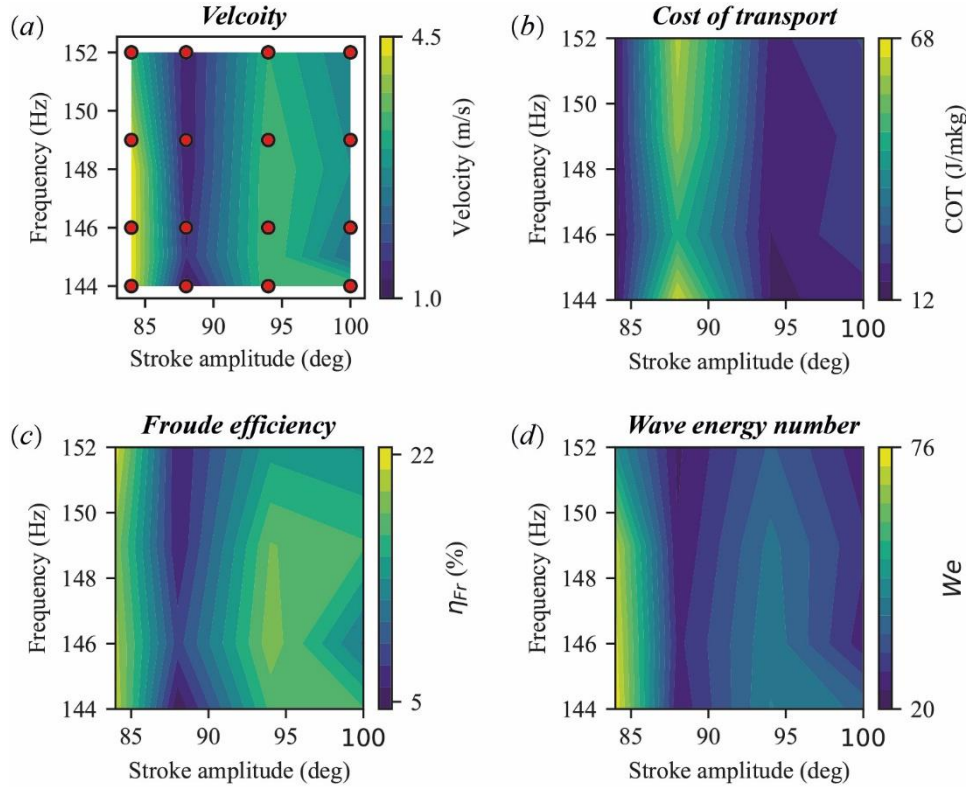 (a)
Velcoity
152
150
148
146
144
Frequency (Hz)
85
90
95
100
Stroke amplitude (deg)
4.5
1.0
Velocity (m/s)
(b)
Cost of transport
152
150
148
146
144
Frequency (Hz)
85
90
95
100
Stroke amplitude (deg)
68
12
COT (J/mkg)
(c)
Froude efficiency
152
150
148
146
144
Frequency (Hz)
85
90
95
100
Stroke amplitude (deg)
22
5
ηFr (%)
(d)
Wave energy number
152
150
148
146
144
Frequency (Hz)
85
90
95
100
Stroke amplitude (deg)
76
20
We